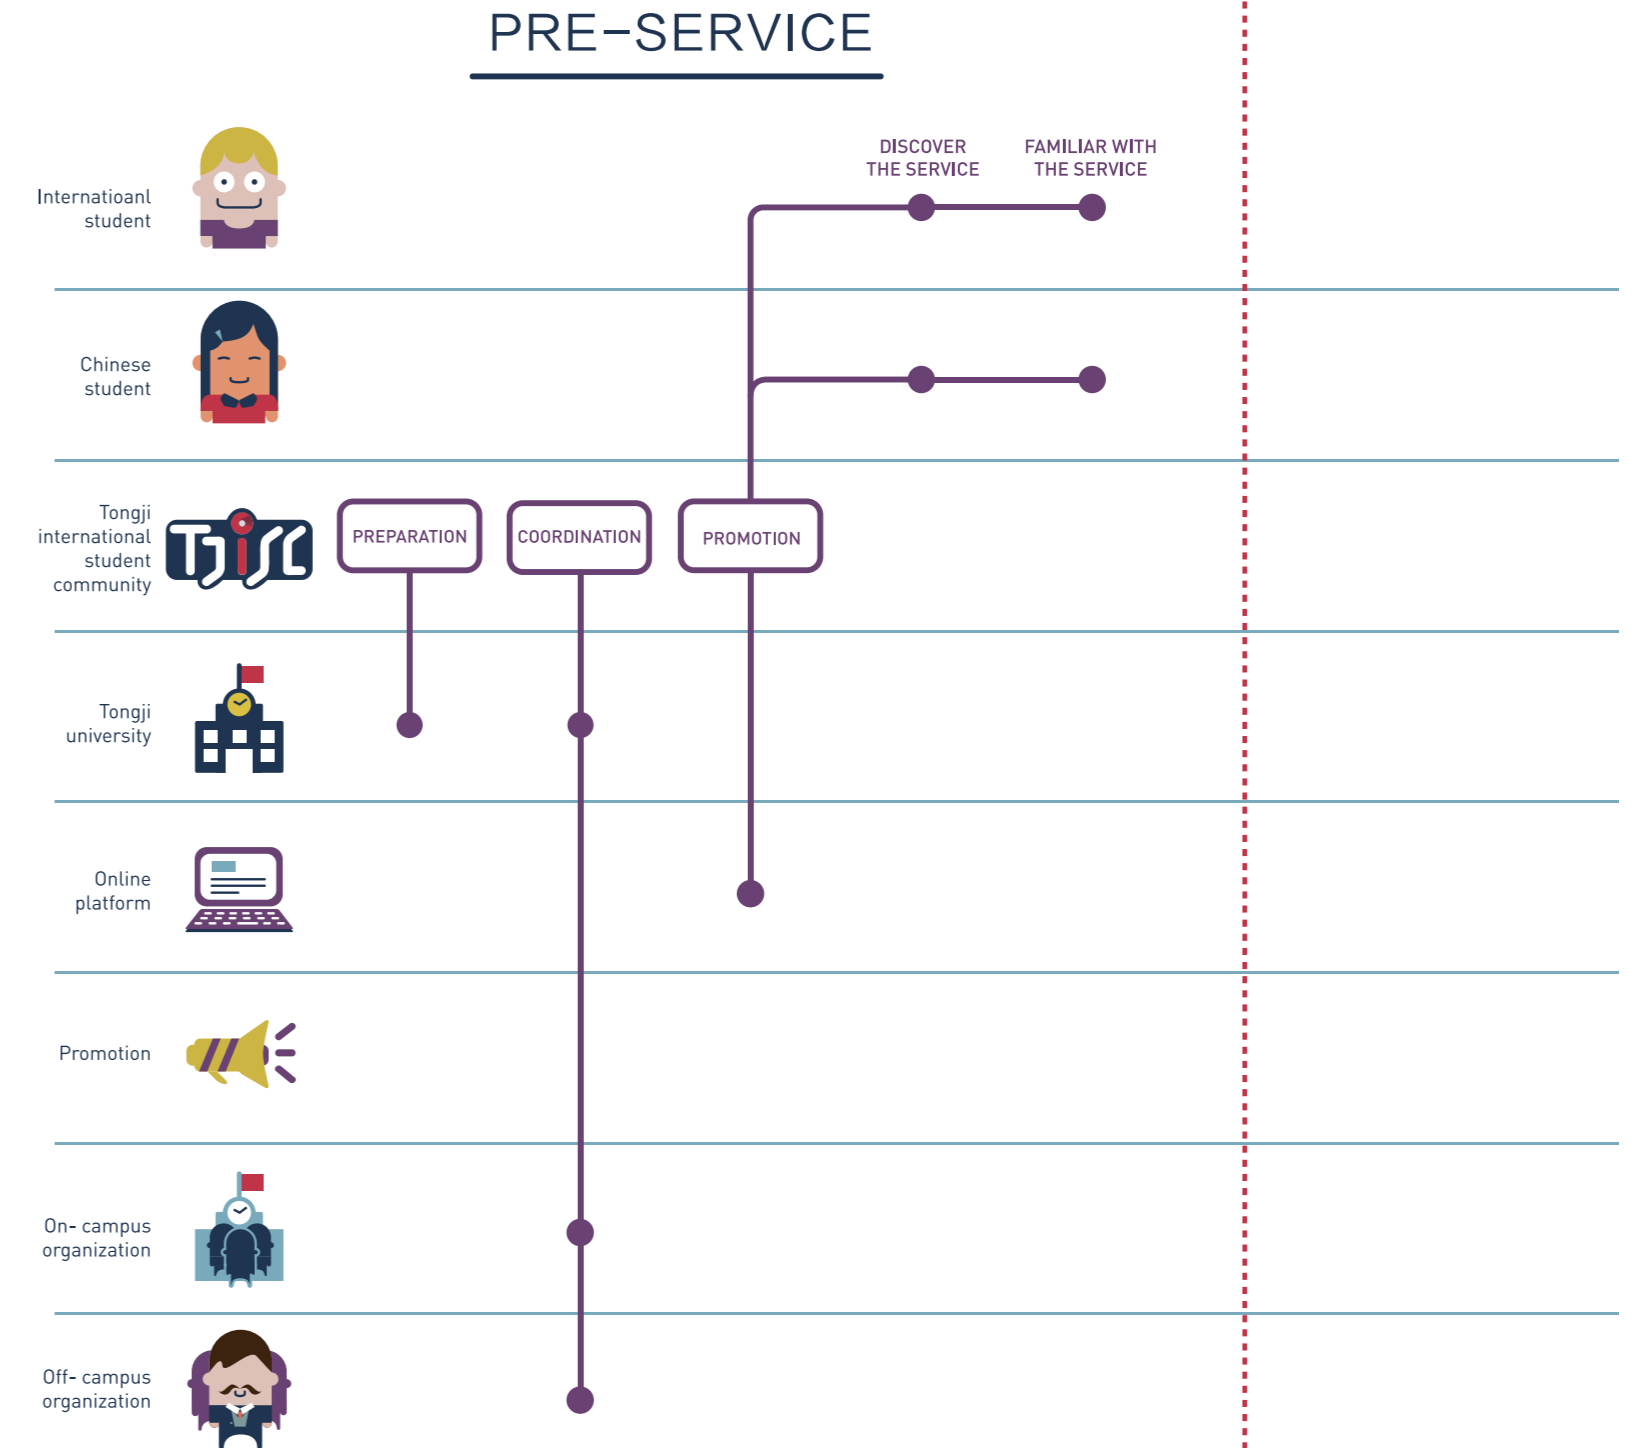 PRE-SERVICE
DISCOVER
THE SERVICE
FAMILIAR WITH
THE SERVICE
Internatioanl
student
Chinese
student
Tongji
international
student
community
TJiSC
PREPARATION
COORDINATION
PROMOTION
Tongji
university
Online
platform
Promotion
On- campus
organization
Off- campus
organization